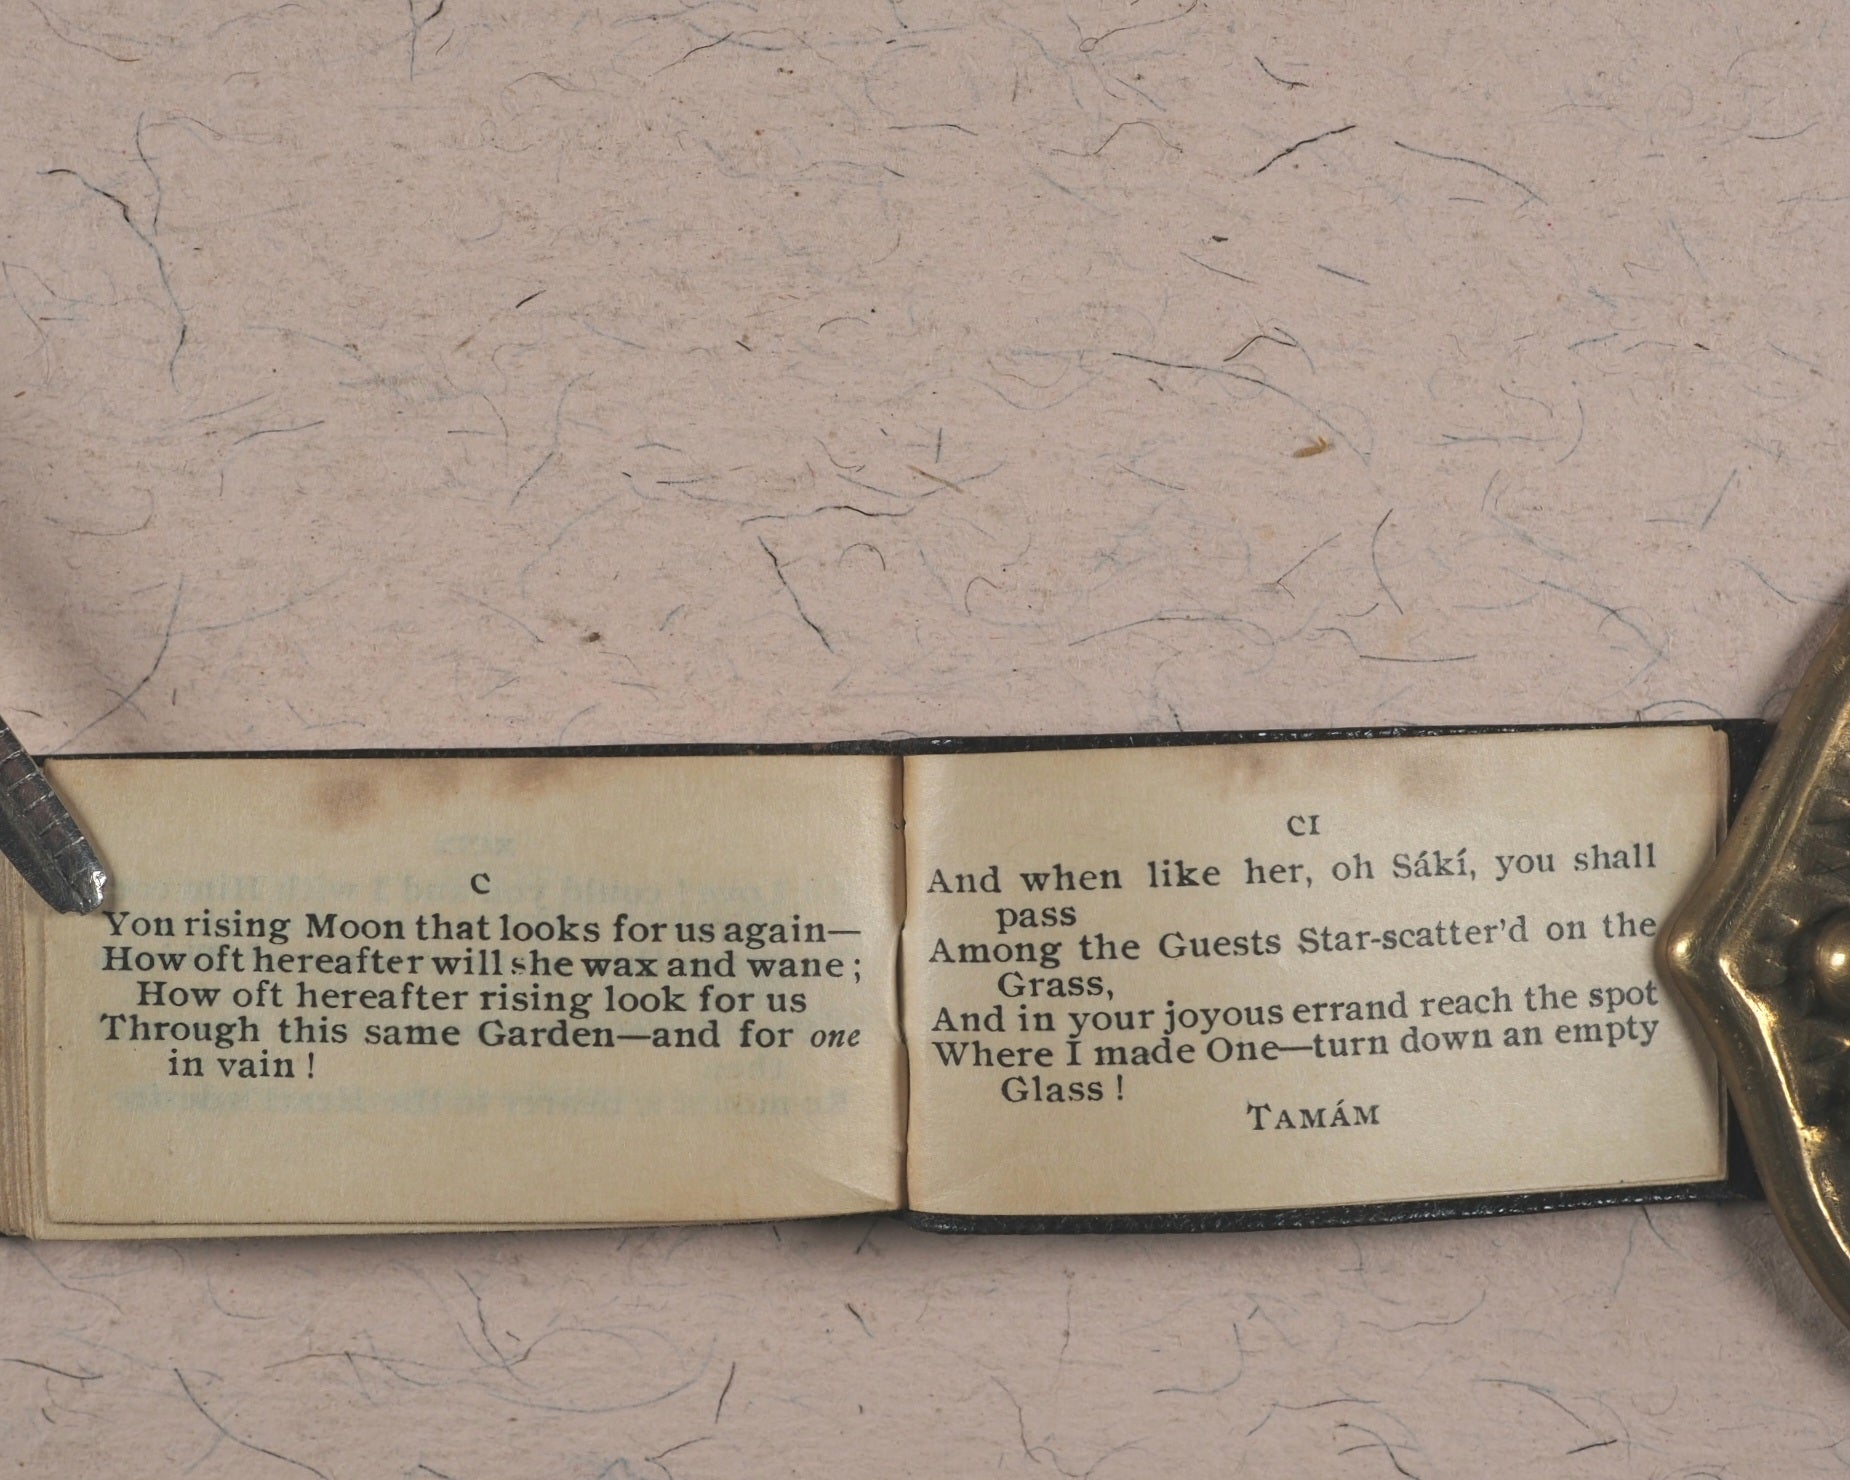 C
Yon rising Moon that looks for us again—
How oft hereafter will she wax and wane ;
How oft hereafter rising look for us
Through this same Garden—and for one
in vain !
CI
And when like her, oh Sákí, you shall
pass
Among the Guests Star-scatter'd on the
Grass,
And in your joyous errand reach the spot
Where I made One—turn down an empty
Glass !
TAMÁM